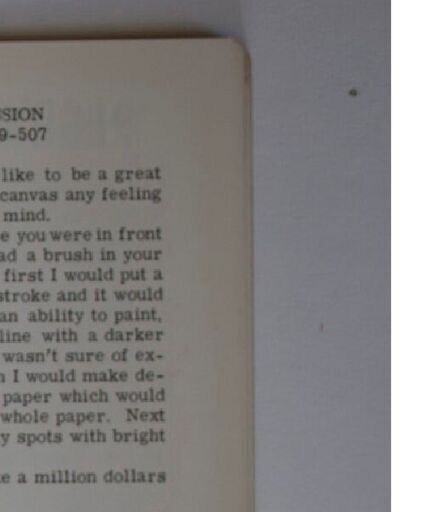 SSION
9-507
like to be a great
canvas any feeling
mind.
e you were in front
ad a brush in your
first I would put a
stroke and it would
an ability to paint,
line with a darker
wasn't sure of ex-
I would make de-
paper which would
whole paper. Next
y spots with bright
e a million dollars